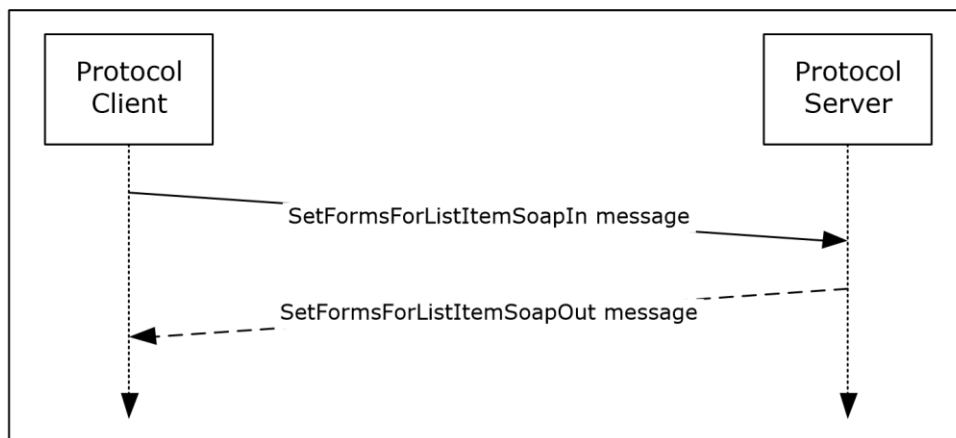 Protocol
Client
Protocol
Server
SetFormsForListItemSoapIn message
SetFormsForListItemSoapOut message